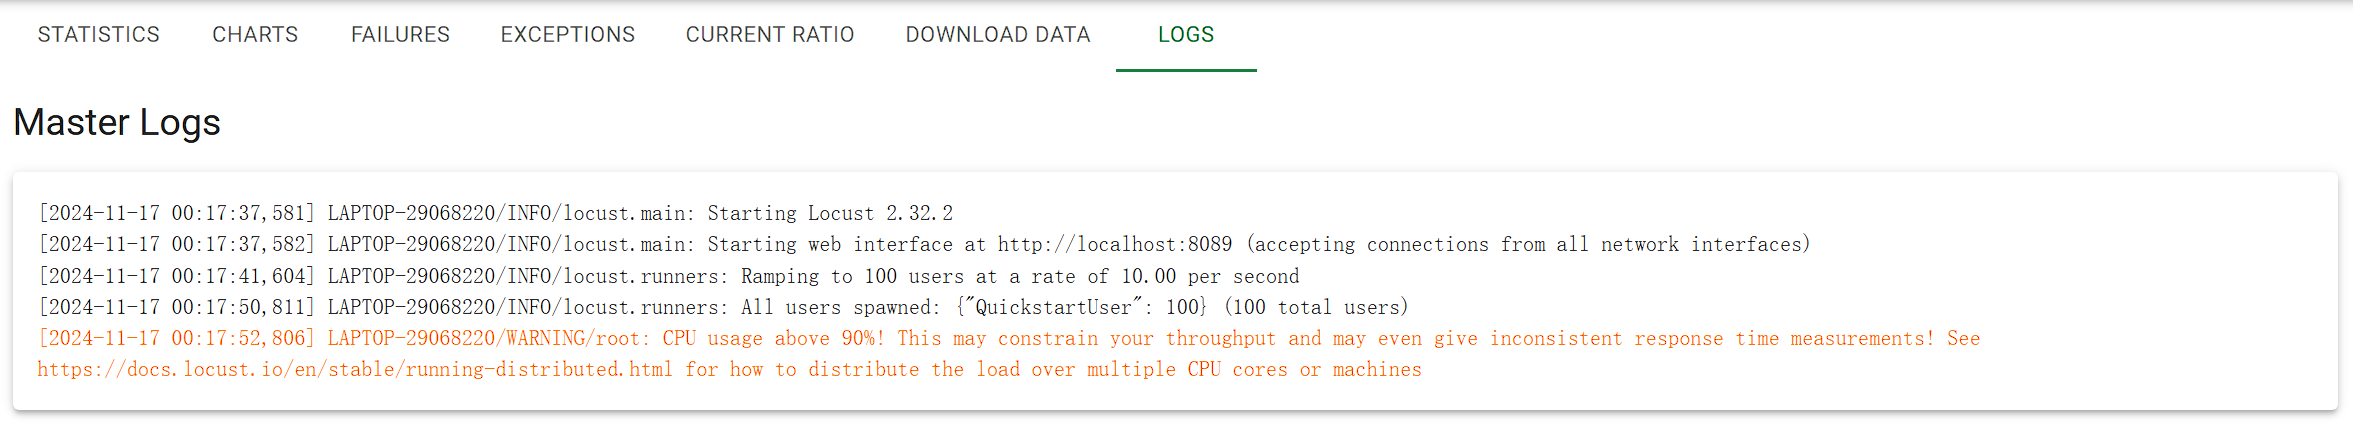 STATISTICS CHARTS FAILURES EXCEPTIONS CURRENT RATIO DOWNLOAD DATA LOGS
Master Logs
[2024-11-17 00:17:37,581] LAPTOP-29068220/INFO/locust.main: Starting Locust 2.32.2
[2024-11-17 00:17:37,582] LAPTOP-29068220/INFO/locust.main: Starting web interface at http://localhost:8089 (accepting connections from all network interfaces)
[2024-11-17 00:17:41,604] LAPTOP-29068220/INFO/locust.runners: Ramping to 100 users at a rate of 10.00 per second
[2024-11-17 00:17:50,811] LAPTOP-29068220/INFO/locust.runners: All users spawned: {"QuickstartUser": 100} (100 total users)
[2024-11-17 00:17:52,806] LAPTOP-29068220/WARNING/root: CPU usage above 90%! This may constrain your throughput and may even give inconsistent response time measurements! See
https://docs.locust.io/en/stable/running-distributed.html for how to distribute the load over multiple CPU cores or machines